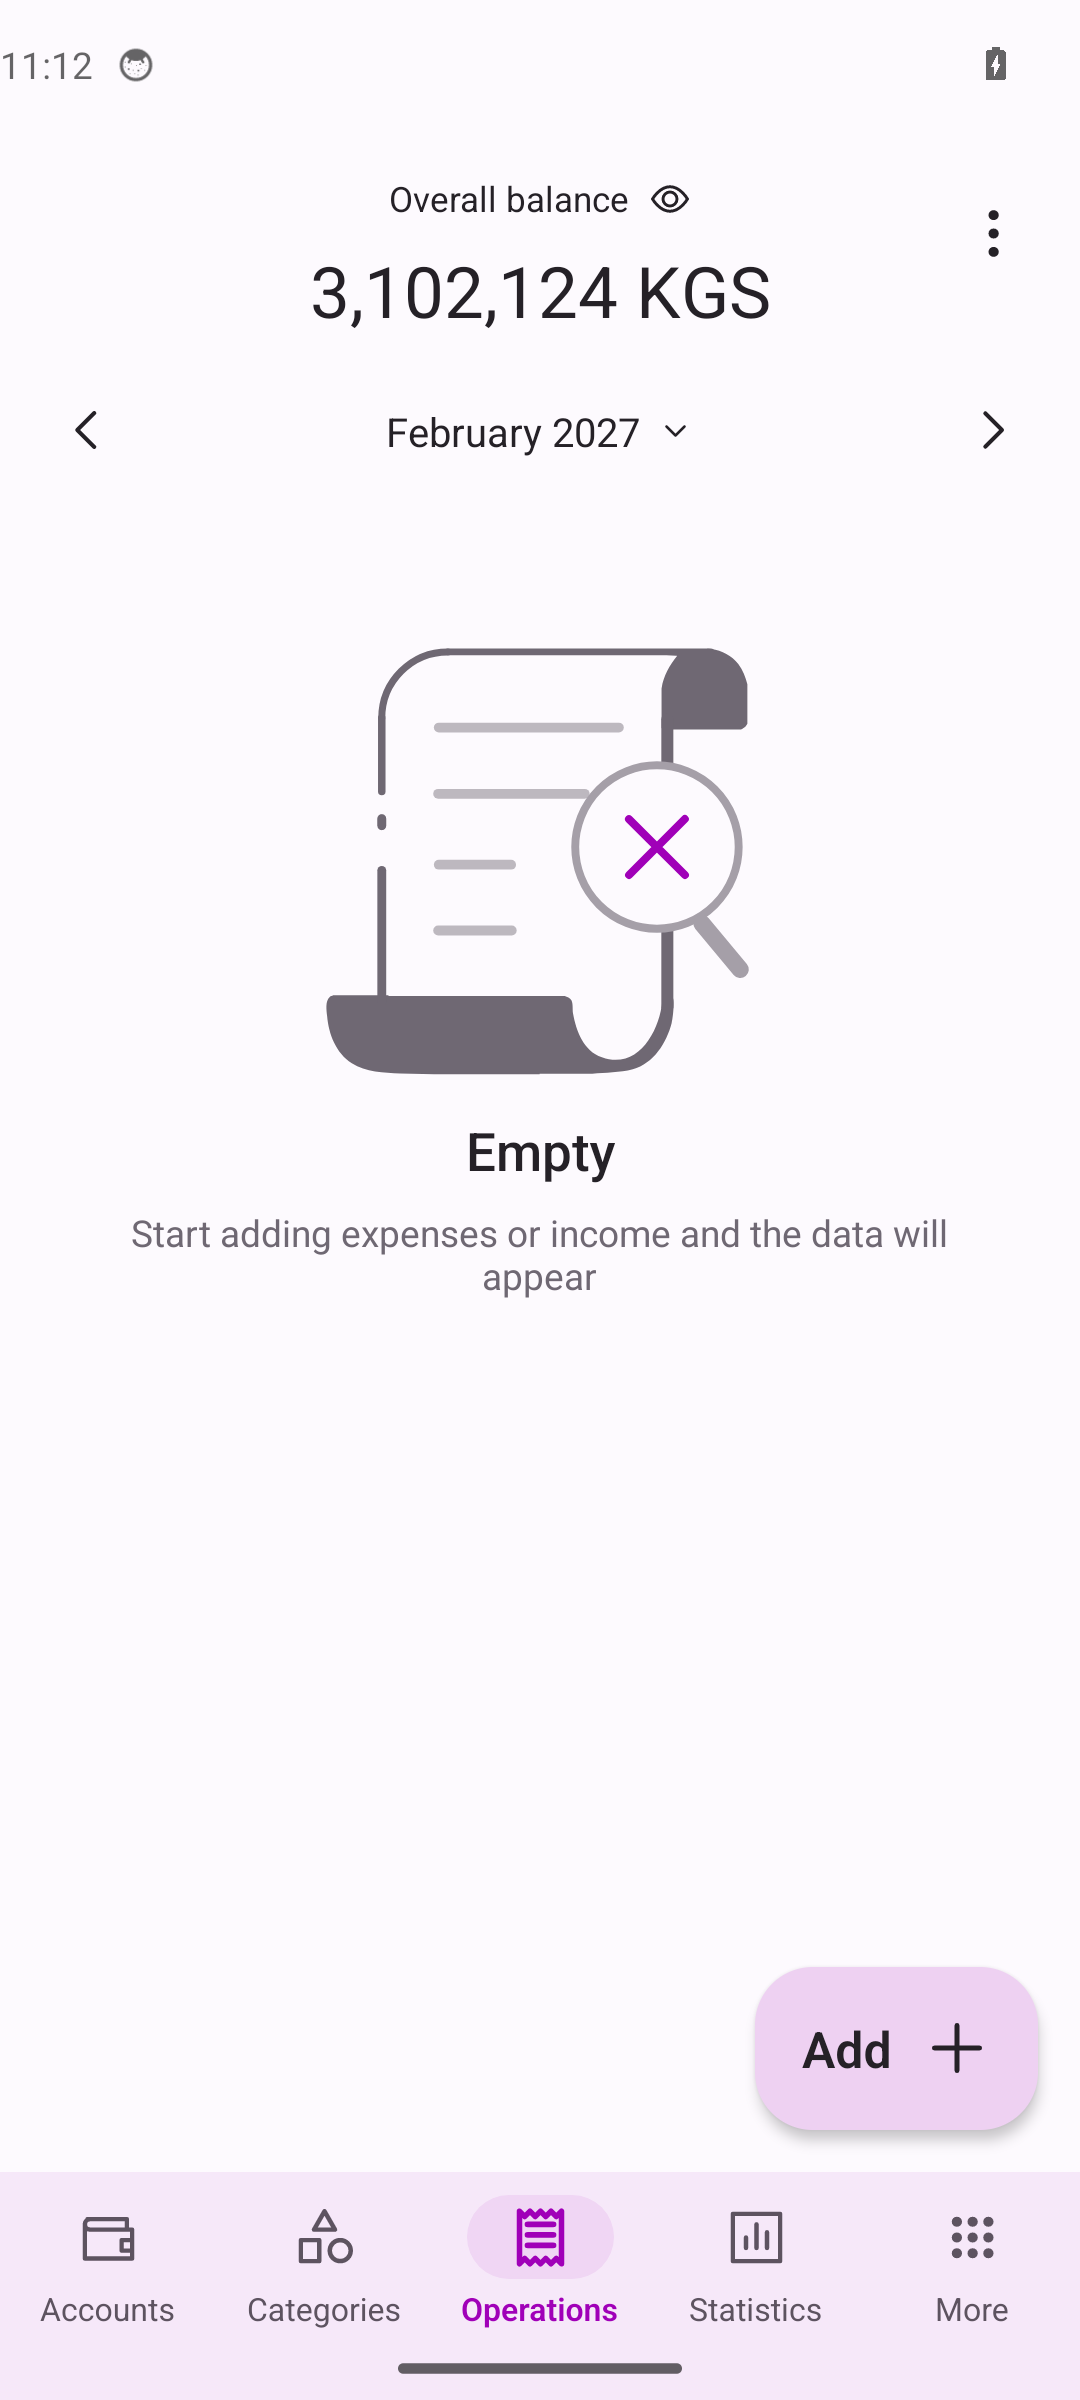 11:12
Overall balance
3,102,124 KGS
February 2027
Empty
Start adding expenses or income and the data will
appear
Add
Accounts
Categories
Operations
Statistics
More